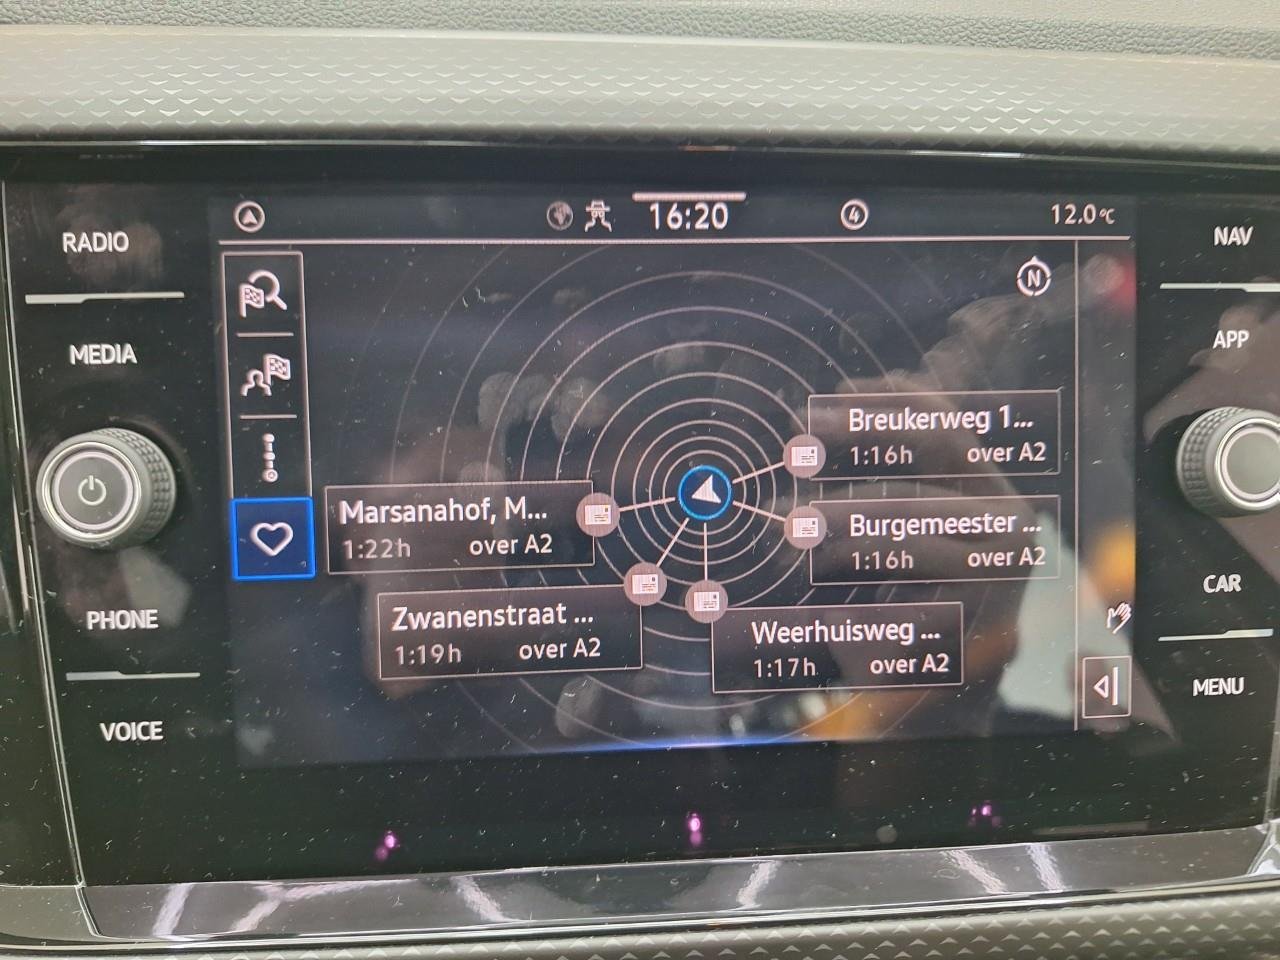 16:20
4
12.0°C
RADIO
MEDIA
PHONE
VOICE
NAV
APP
CAR
MENU
N
Breukerweg 1...
1:16h over A2
Marsanahof, M...
1:22h over A2
Burgemeester ...
1:16h over A2
Zwanenstraat ...
1:19h over A2
Weerhuisweg ...
1:17h over A2